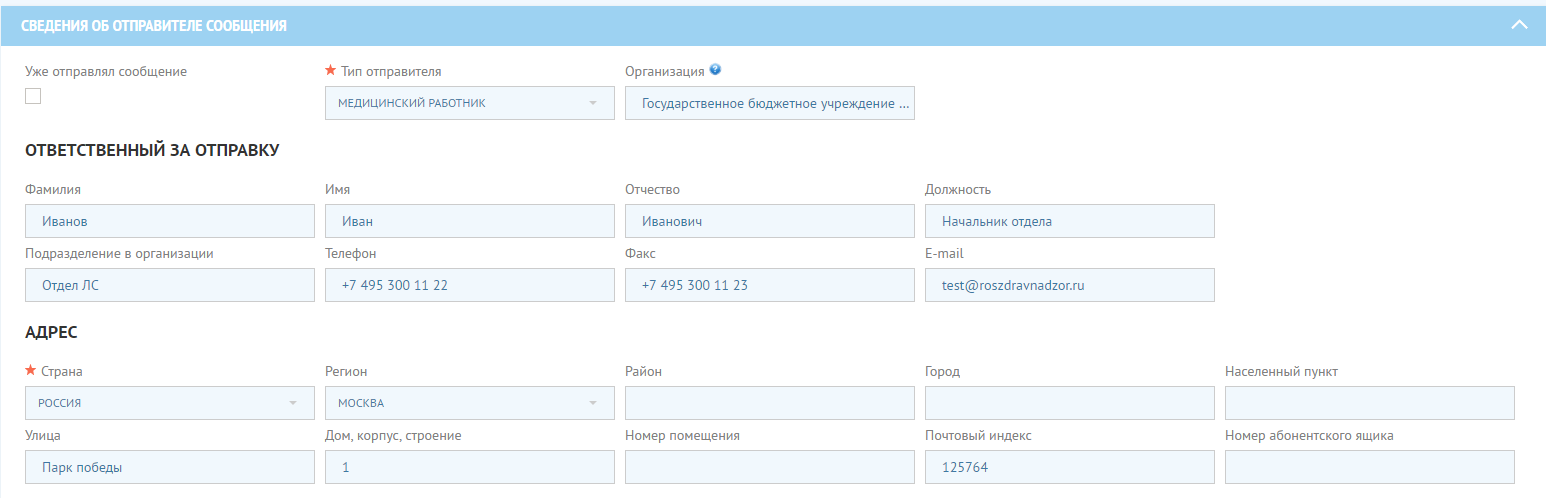 СВЕДЕНИЯ ОБ ОТПРАВИТЕЛЕ СООБЩЕНИЯ
Уже отправлял сообщение ★ Тип отправителя Организация ?
МЕДИЦИНСКИЙ РАБОТНИК Государственное бюджетное учреждение ...
ОТВЕТСТВЕННЫЙ ЗА ОТПРАВКУ
Фамилия Имя Отчество Должность
Иванов Иван Иванович Начальник отдела
Подразделение в организации Телефон Факс E-mail
Отдел ЛС +7 495 300 11 22 +7 495 300 11 23 test@roszdravnadzor.ru
АДРЕС
★ Страна Регион Район Город Населенный пункт
РОССИЯ МОСКВА
Улица Дом, корпус, строение Номер помещения Почтовый индекс Номер абонентского ящика
Парк победы 1 125764